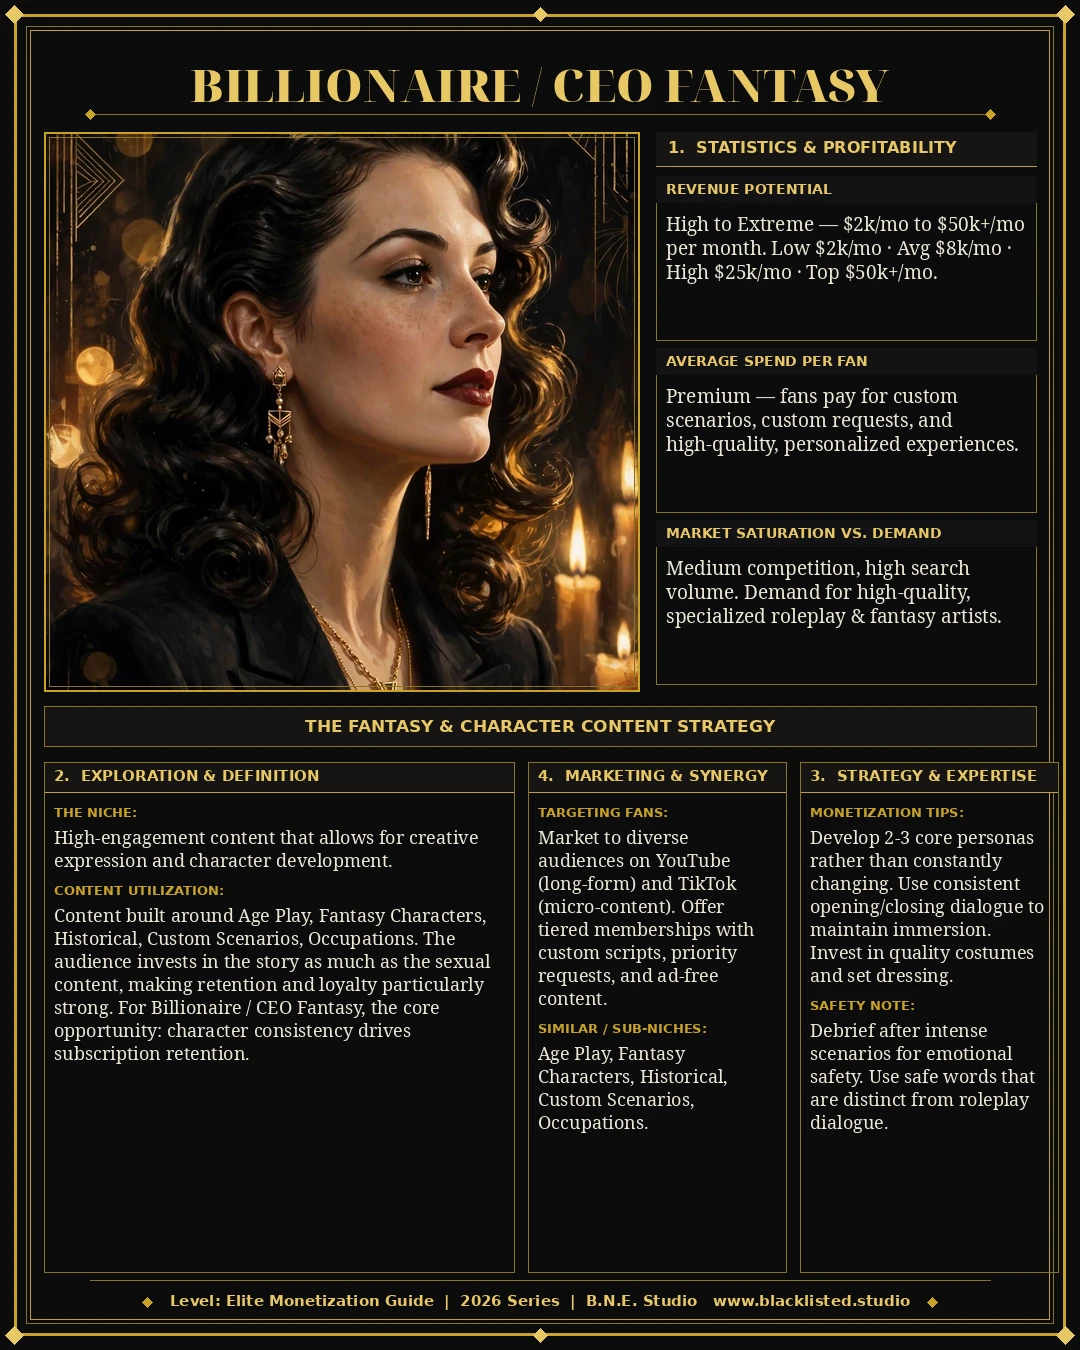 BILLIONAIRE / CEO FANTASY
1. STATISTICS & PROFITABILITY
REVENUE POTENTIAL
High to Extreme — $2k/mo to $50k+/mo
per month. Low $2k/mo · Avg $8k/mo ·
High $25k/mo · Top $50k+/mo.
AVERAGE SPEND PER FAN
Premium — fans pay for custom
scenarios, custom requests, and
high-quality, personalized experiences.
MARKET SATURATION VS. DEMAND
Medium competition, high search
volume. Demand for high-quality,
specialized roleplay & fantasy artists.
THE FANTASY & CHARACTER CONTENT STRATEGY
2. EXPLORATION & DEFINITION
THE NICHE:
High-engagement content that allows for creative
expression and character development.
CONTENT UTILIZATION:
Content built around Age Play, Fantasy Characters,
Historical, Custom Scenarios, Occupations. The
audience invests in the story as much as the sexual
content, making retention and loyalty particularly
strong. For Billionaire / CEO Fantasy, the core
opportunity: character consistency drives
subscription retention.
4. MARKETING & SYNERGY
TARGETING FANS:
Market to diverse
audiences on YouTube
(long-form) and TikTok
(micro-content). Offer
tiered memberships with
custom scripts, priority
requests, and ad-free
content.
SIMILAR / SUB-NICHES:
Age Play, Fantasy
Characters, Historical,
Custom Scenarios,
Occupations.
3. STRATEGY & EXPERTISE
MONETIZATION TIPS:
Develop 2-3 core personas
rather than constantly
changing. Use consistent
opening/closing dialogue to
maintain immersion.
Invest in quality costumes
and set dressing.
SAFETY NOTE:
Debrief after intense
scenarios for emotional
safety. Use safe words that
are distinct from roleplay
dialogue.
Level: Elite Monetization Guide | 2026 Series | B.N.E. Studio www.blacklisted.studio